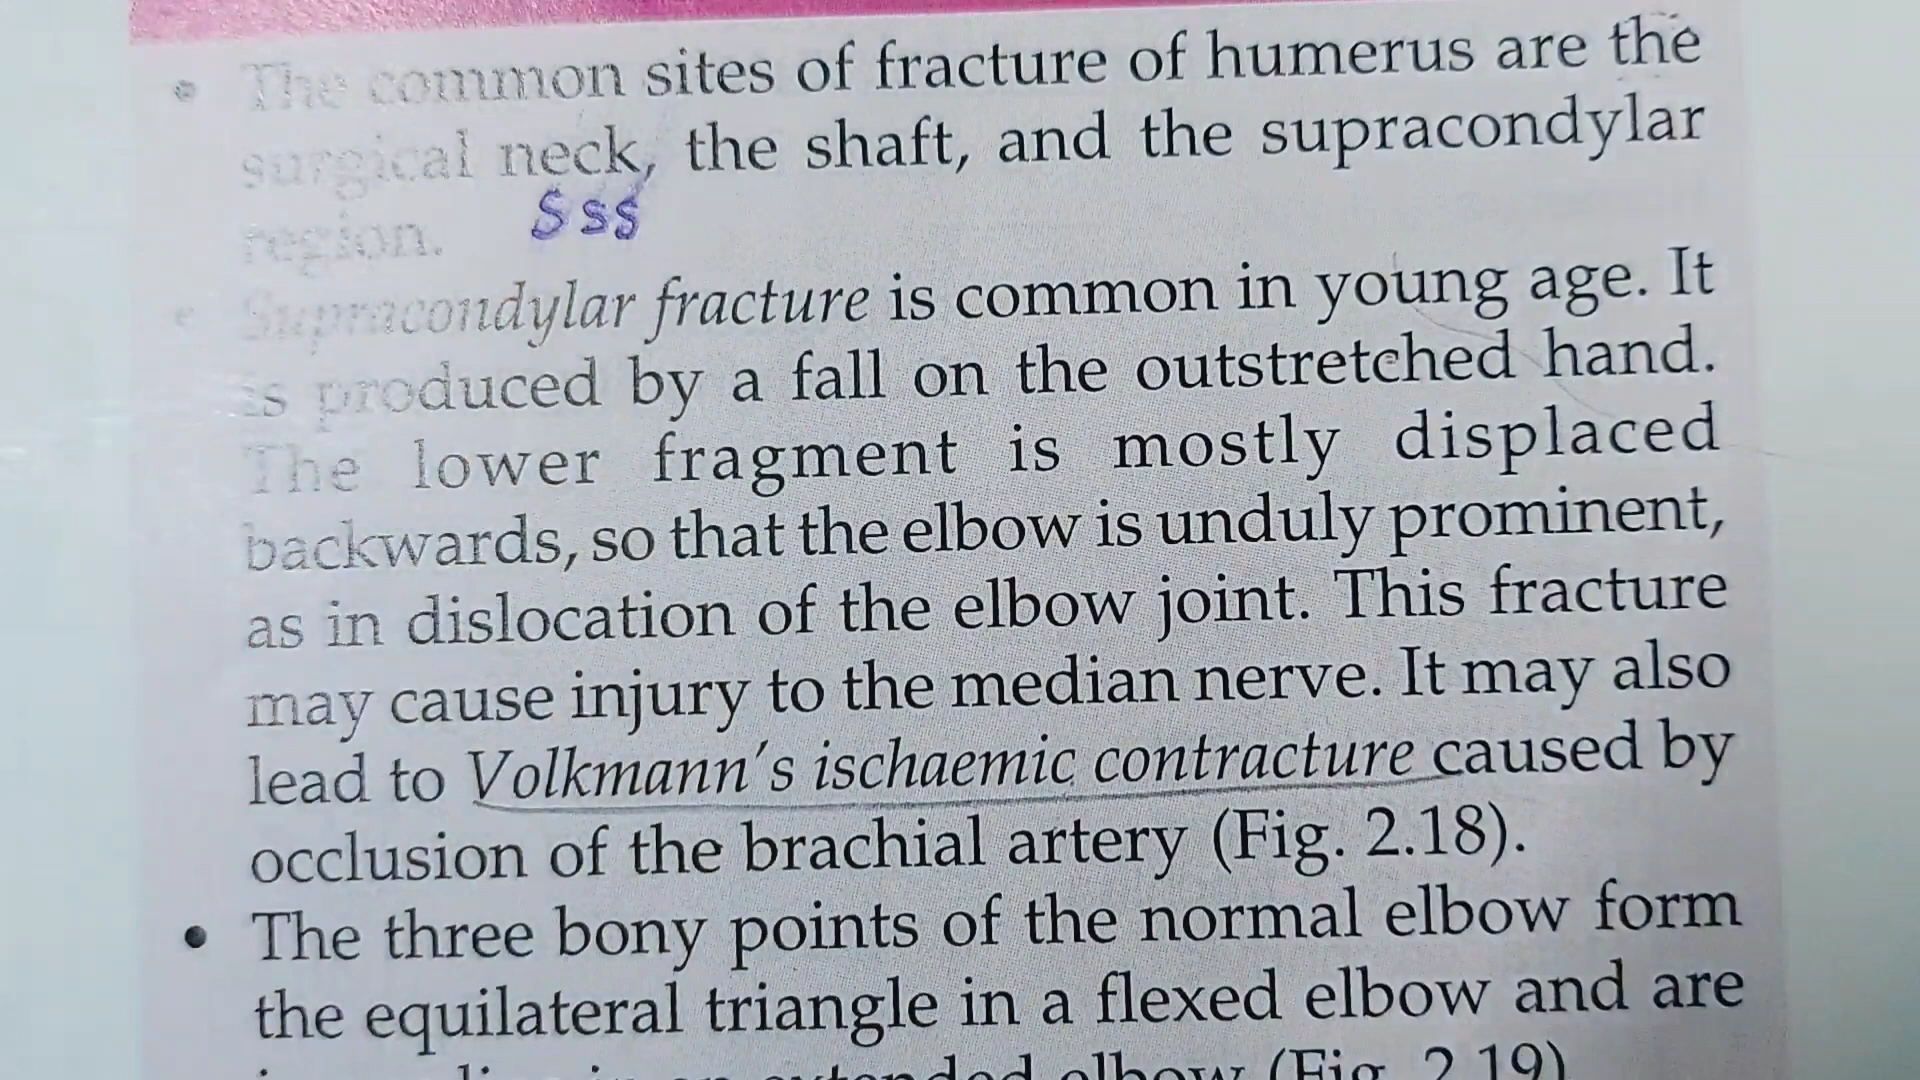 • The common sites of fracture of humerus are the
surgical neck, the shaft, and the supracondylar
region. Sss
• Supracondylar fracture is common in young age. It
is produced by a fall on the outstretched hand.
The lower fragment is mostly displaced
backwards, so that the elbow is unduly prominent,
as in dislocation of the elbow joint. This fracture
may cause injury to the median nerve. It may also
lead to Volkmann's ischaemic contracture caused by
occlusion of the brachial artery (Fig. 2.18).
• The three bony points of the normal elbow form
the equilateral triangle in a flexed elbow and are
extended elbow (Fig. 2.19)